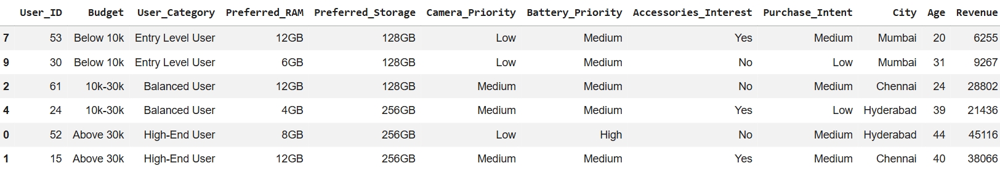 User_ID Budget User_Category Preferred_RAM Preferred_Storage Camera_Priority Battery_Priority Accessories_Interest Purchase_Intent City Age Revenue
7 53 Below 10k Entry Level User 12GB 128GB Low Medium Yes Medium Mumbai 20 6255
9 30 Below 10k Entry Level User 6GB 128GB Low Medium No Low Mumbai 31 9267
2 61 10k-30k Balanced User 12GB 128GB Medium Medium No Medium Chennai 24 28802
4 24 10k-30k Balanced User 4GB 256GB Medium Medium Yes Low Hyderabad 39 21436
0 52 Above 30k High-End User 8GB 256GB Low High No Medium Hyderabad 44 45116
1 15 Above 30k High-End User 12GB 256GB Medium Medium Yes Medium Chennai 40 38066